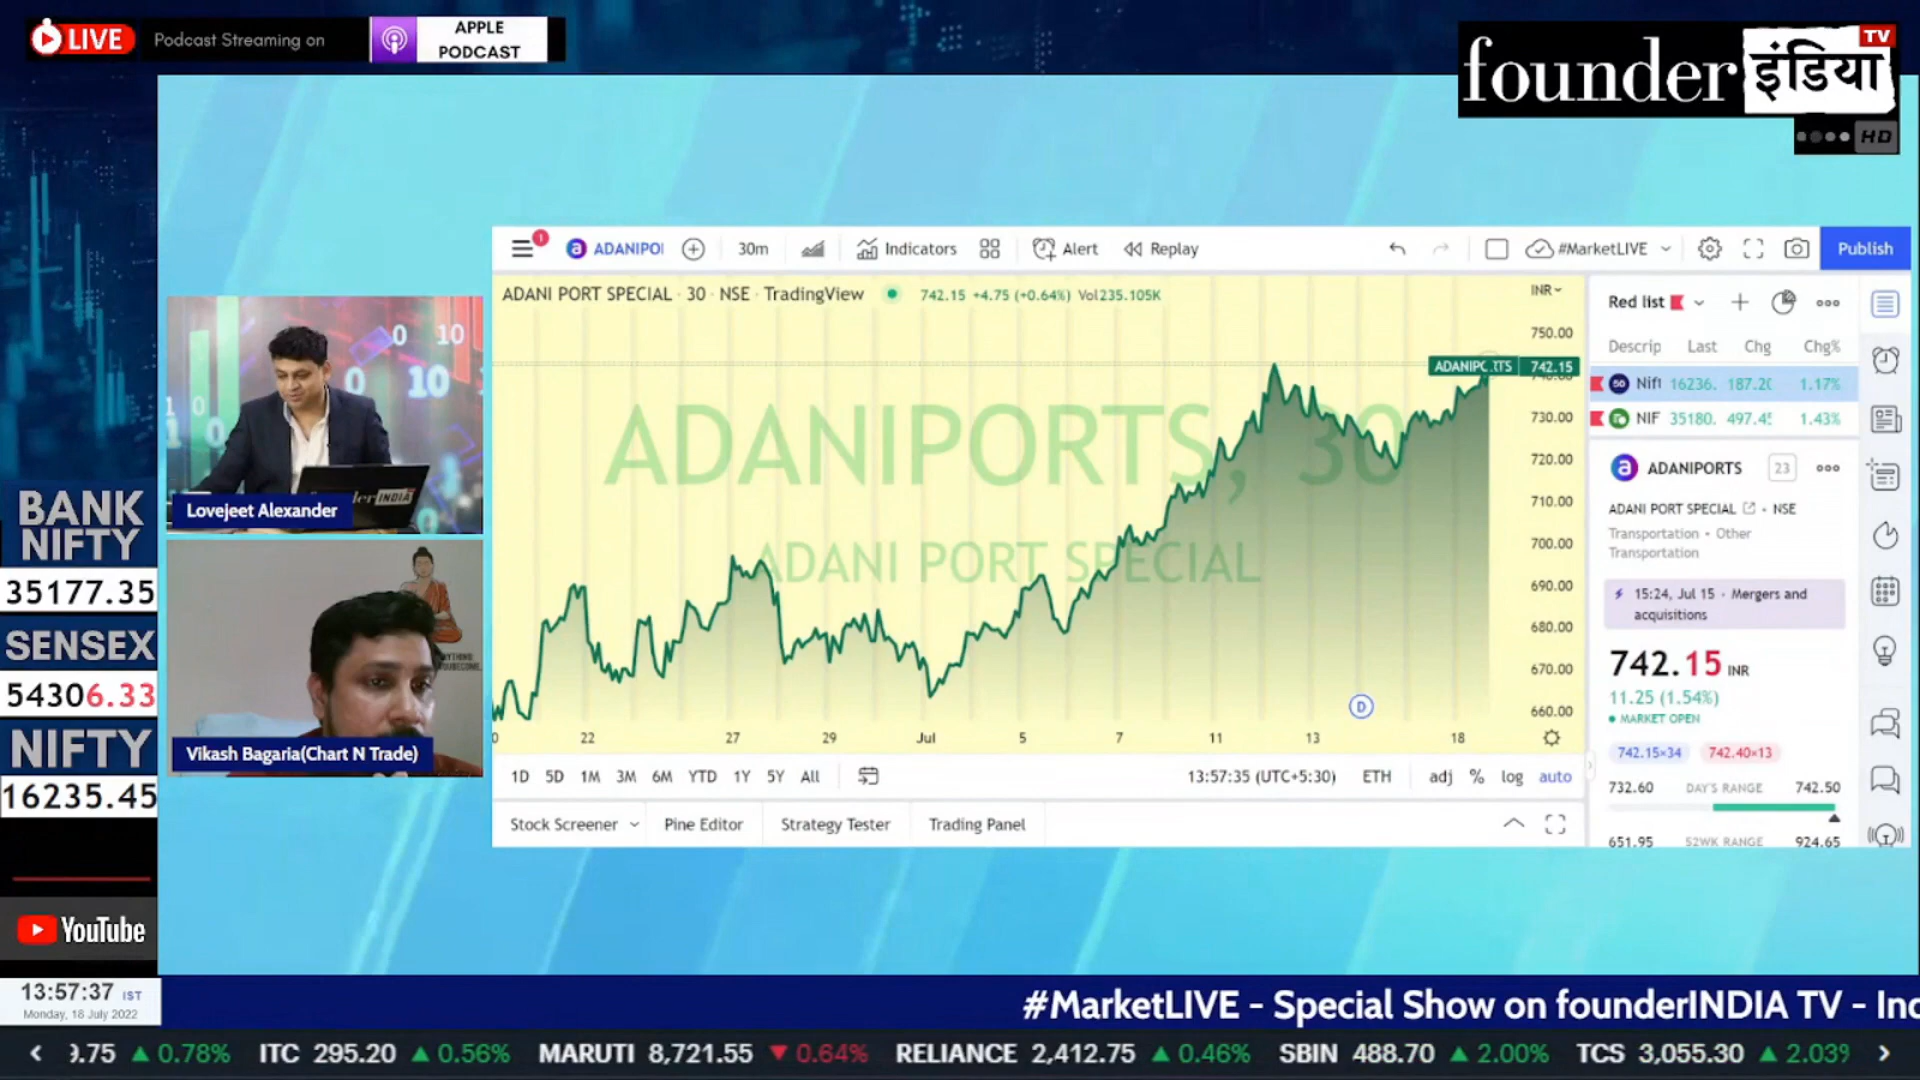 LIVE
Podcast Streaming on
APPLE
PODCAST
founder इंडिया TV
HD
1
ADANIPOI
30m
Indicators
Alert
Replay
#MarketLIVE
Publish
ADANI PORT SPECIAL · 30 · NSE · TradingView
742.15 +4.75 (+0.64%) Vol235.105K
INR
ADANIPORTS, 30
ADANI PORT SPECIAL
750.00
ADANIPC.RTS 742.15
730.00
720.00
710.00
700.00
690.00
680.00
670.00
660.00
D
22 27 29 Jul 5 7 11 13 18
1D 5D 1M 3M 6M YTD 1Y 5Y All
13:57:35 (UTC+5:30) ETH adj % log auto
Stock Screener Pine Editor Strategy Tester Trading Panel
Red list
Descrip Last Chg Chg%
50 Nift 16236. 187.20 1.17%
NIF 35180. 497.45 1.43%
ADANIPORTS 23
ADANI PORT SPECIAL • NSE
Transportation • Other
Transportation
15:24, Jul 15 • Mergers and
acquisitions
742.15 INR
11.25 (1.54%)
MARKET OPEN
742.15×34 742.40×13
732.60 DAY'S RANGE 742.50
651.95 52WK RANGE 924.65
Lovejeet Alexander
Vikash Bagaria(Chart N Trade)
BANK
NIFTY
35177.35
SENSEX
54306.33
NIFTY
16235.45
YouTube
13:57:37 IST
Monday, 18 July 2022
#MarketLIVE - Special Show on founderINDIA TV - Inc
9.75 ▲ 0.78% ITC 295.20 ▲ 0.56% MARUTI 8,721.55 ▼ 0.64% RELIANCE 2,412.75 ▲ 0.46% SBIN 488.70 ▲ 2.00% TCS 3,055.30 ▲ 2.039